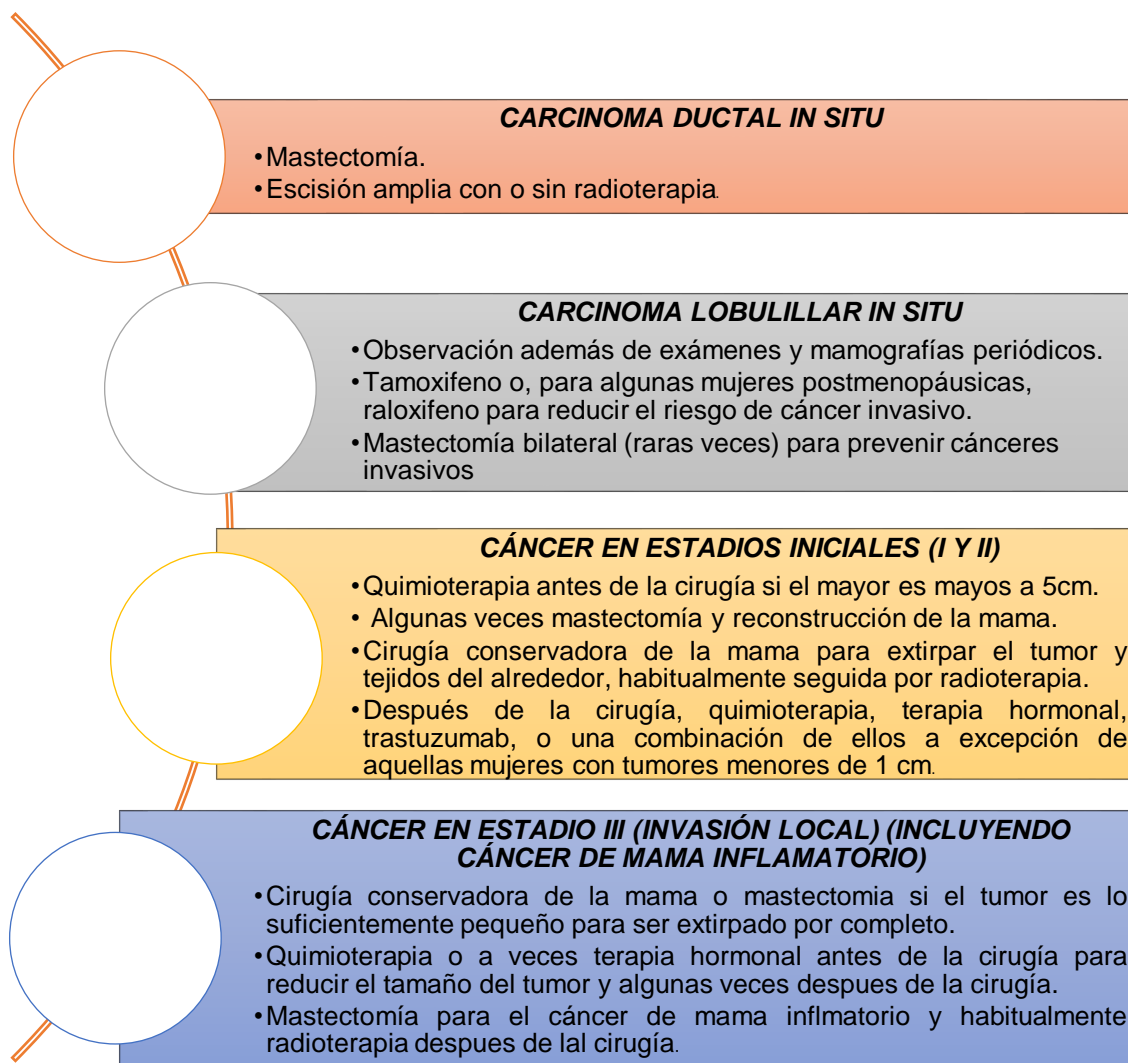 CARCINOMA DUCTAL IN SITU
•Mastectomía.
•Escisión amplia con o sin radioterapia.
CARCINOMA LOBULILLAR IN SITU
•Observación además de exámenes y mamografías periódicos.
•Tamoxifeno o, para algunas mujeres postmenopáusicas,
raloxifeno para reducir el riesgo de cáncer invasivo.
•Mastectomía bilateral (raras veces) para prevenir cánceres
invasivos
CÁNCER EN ESTADIOS INICIALES (I Y II)
•Quimioterapia antes de la cirugía si el mayor es mayos a 5cm.
• Algunas veces mastectomía y reconstrucción de la mama.
•Cirugía conservadora de la mama para extirpar el tumor y
tejidos del alrededor, habitualmente seguida por radioterapia.
•Después de la cirugía, quimioterapia, terapia hormonal,
trastuzumab, o una combinación de ellos a excepción de
aquellas mujeres con tumores menores de 1 cm.
CÁNCER EN ESTADIO III (INVASIÓN LOCAL) (INCLUYENDO
CÁNCER DE MAMA INFLAMATORIO)
•Cirugía conservadora de la mama o mastectomia si el tumor es lo
suficientemente pequeño para ser extirpado por completo.
•Quimioterapia o a veces terapia hormonal antes de la cirugía para
reducir el tamaño del tumor y algunas veces despues de la cirugía.
•Mastectomía para el cáncer de mama inflmatorio y habitualmente
radioterapia despues de lal cirugía.